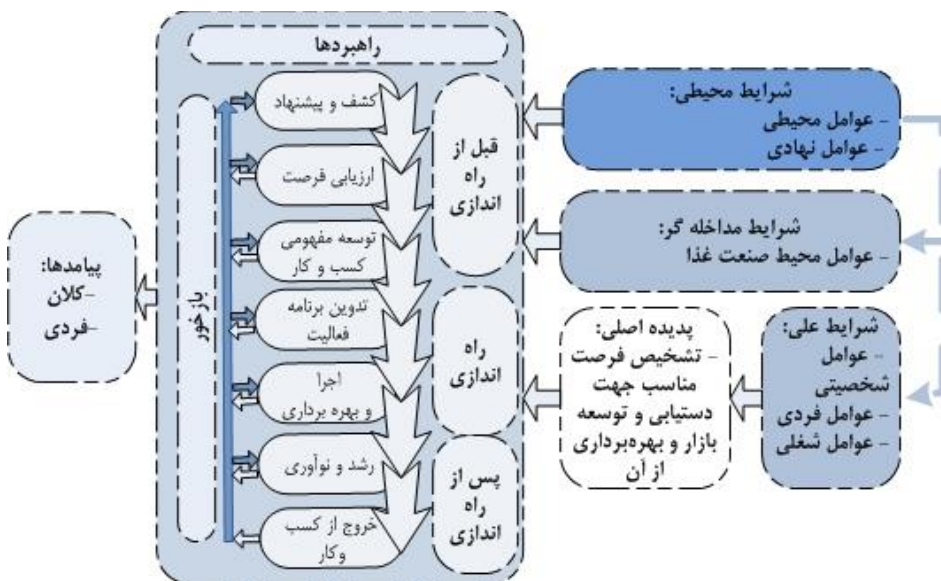 شرایط محیطی:
- عوامل محیطی
- عوامل نهادی
شرایط مداخله گر:
- عوامل محیط صنعت غذا
شرایط علی:
- عوامل
شخصیتی
- عوامل فردی
- عوامل شغلی
پدیده اصلی:
- تشخیص فرصت
مناسب جهت
دستیابی و توسعه
بازار و بهره‌برداری
از آن
راهبردها
قبل از
راه
اندازی
راه
اندازی
پس از
راه
اندازی
کشف و پیشنهاد
ارزیابی فرصت
توسعه مفهومی
کسب و کار
تدوین برنامه
فعالیت
اجرا
و بهره برداری
رشد و نوآوری
خروج از کسب
وکار
بازخور
پیامدها:
-کلان
-فردی